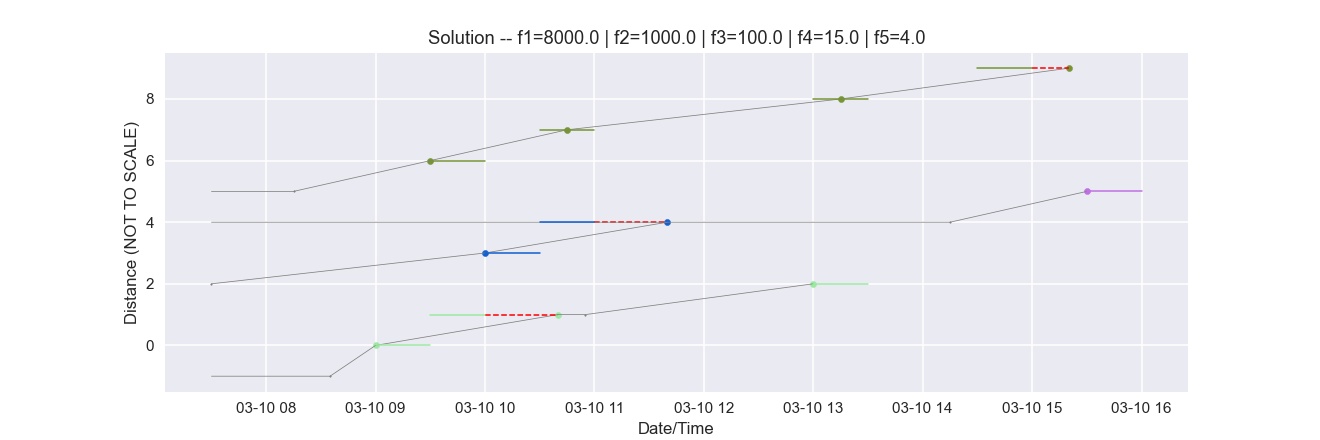 Solution -- f1=8000.0 | f2=1000.0 | f3=100.0 | f4=15.0 | f5=4.0
Distance (NOT TO SCALE)
8
6
4
2
0
03-10 08 03-10 09 03-10 10 03-10 11 03-10 12 03-10 13 03-10 14 03-10 15 03-10 16
Date/Time